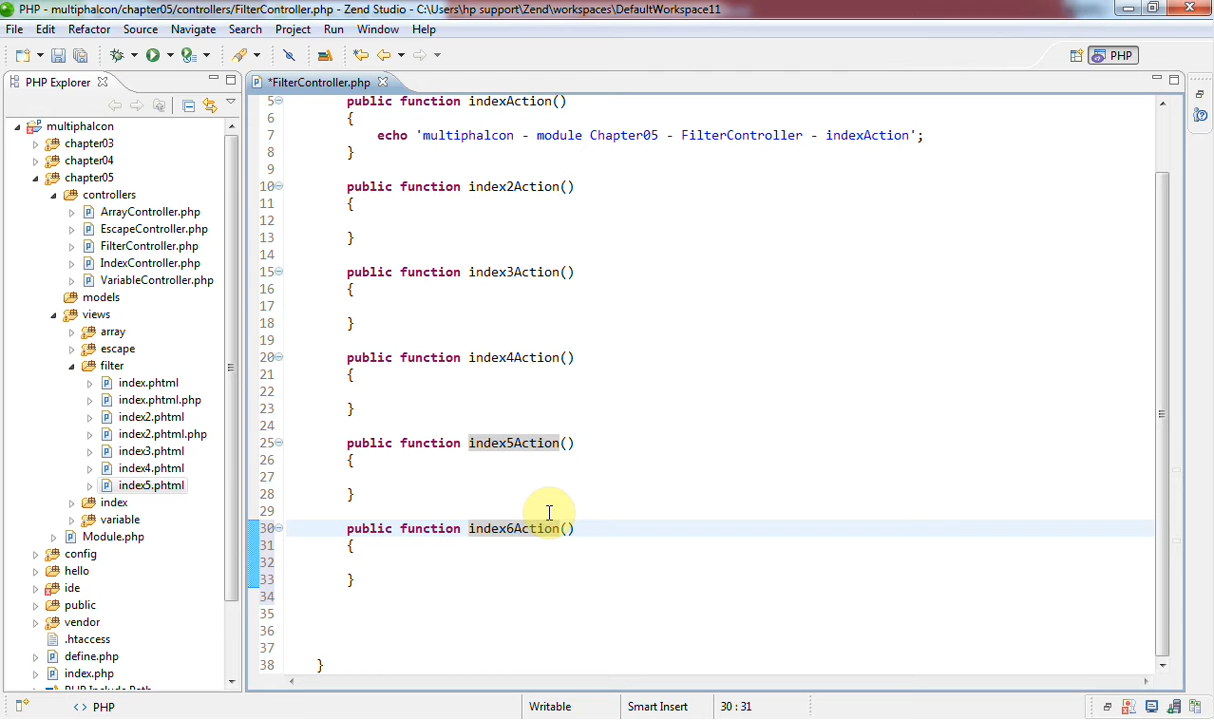 PHP - multiphalcon/chapter05/controllers/FilterController.php - Zend Studio - C:\Users\hp support\Zend\workspaces\DefaultWorkspace11
File Edit Refactor Source Navigate Search Project Run Window Help
PHP
PHP Explorer
*FilterController.php
multiphalcon
chapter03
chapter04
chapter05
controllers
ArrayController.php
EscapeController.php
FilterController.php
IndexController.php
VariableController.php
models
views
array
escape
filter
index.phtml
index.phtml.php
index2.phtml
index2.phtml.php
index3.phtml
index4.phtml
index5.phtml
index
variable
Module.php
config
hello
ide
public
vendor
.htaccess
define.php
index.php
PHP Include Path
5 public function indexAction()
6 {
7 echo 'multiphalcon - module Chapter05 - FilterController - indexAction';
8 }
9
10 public function index2Action()
11 {
12
13 }
14
15 public function index3Action()
16 {
17
18 }
19
20 public function index4Action()
21 {
22
23 }
24
25 public function index5Action()
26 {
27
28 }
29
30 public function index6Action()
31 {
32
33 }
34
35
36
37
38 }
<> PHP
Writable
Smart Insert
30 : 31